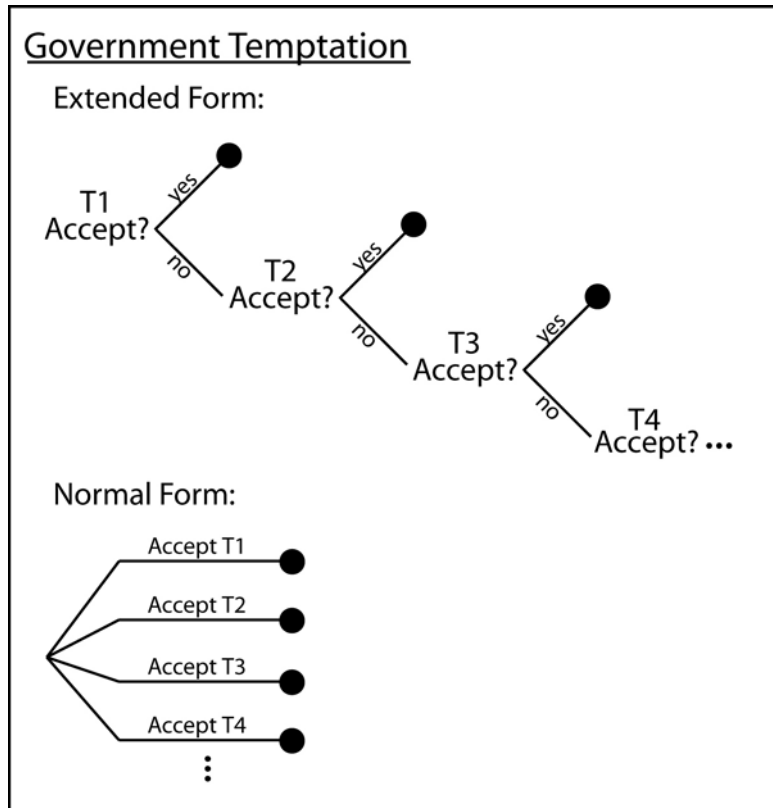 Government Temptation
Extended Form:
T1
Accept?
yes
no
T2
Accept?
yes
no
T3
Accept?
yes
no
T4
Accept? ...
Normal Form:
Accept T1
Accept T2
Accept T3
Accept T4